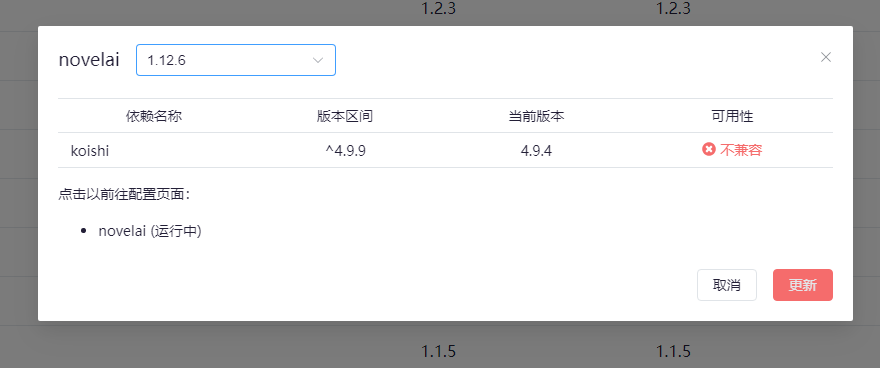 1.2.3 1.2.3
novelai 1.12.6
依赖名称 版本区间 当前版本 可用性
koishi ^4.9.9 4.9.4 不兼容
点击以前往配置页面：
novelai (运行中)
取消 更新
1.1.5 1.1.5